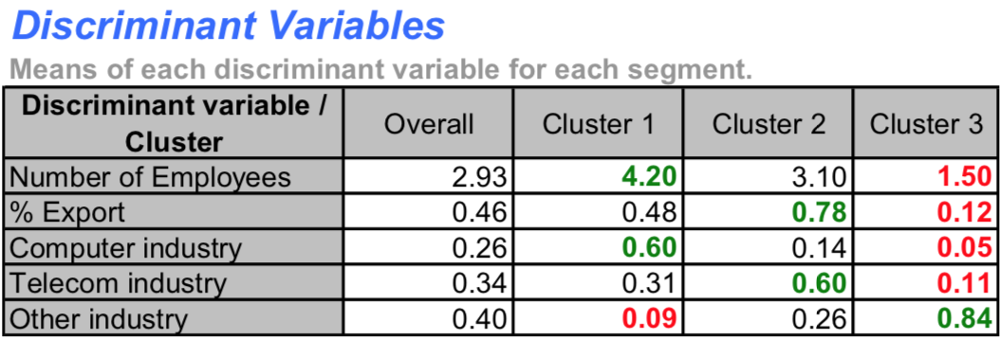 Discriminant Variables
Means of each discriminant variable for each segment.
Discriminant variable /
Cluster Overall Cluster 1 Cluster 2 Cluster 3
Number of Employees 2.93 4.20 3.10 1.50
% Export 0.46 0.48 0.78 0.12
Computer industry 0.26 0.60 0.14 0.05
Telecom industry 0.34 0.31 0.60 0.11
Other industry 0.40 0.09 0.26 0.84